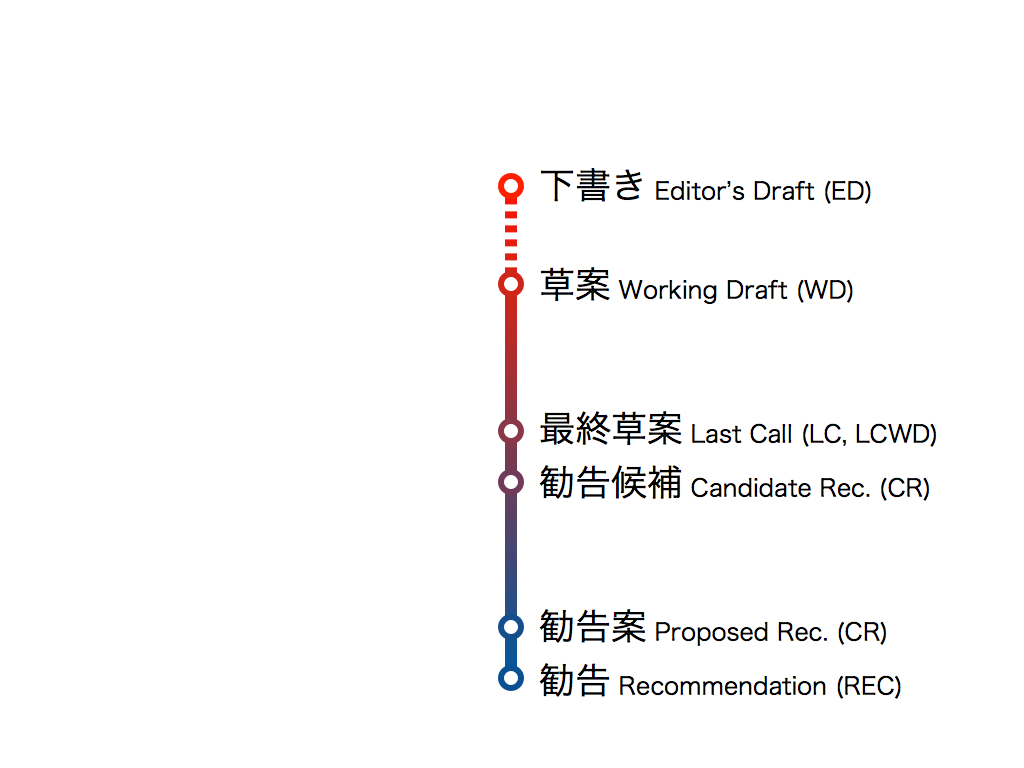 下書き Editor’s Draft (ED)
草案 Working Draft (WD)
最終草案 Last Call (LC, LCWD)
勧告候補 Candidate Rec. (CR)
勧告案 Proposed Rec. (CR)
勧告 Recommendation (REC)